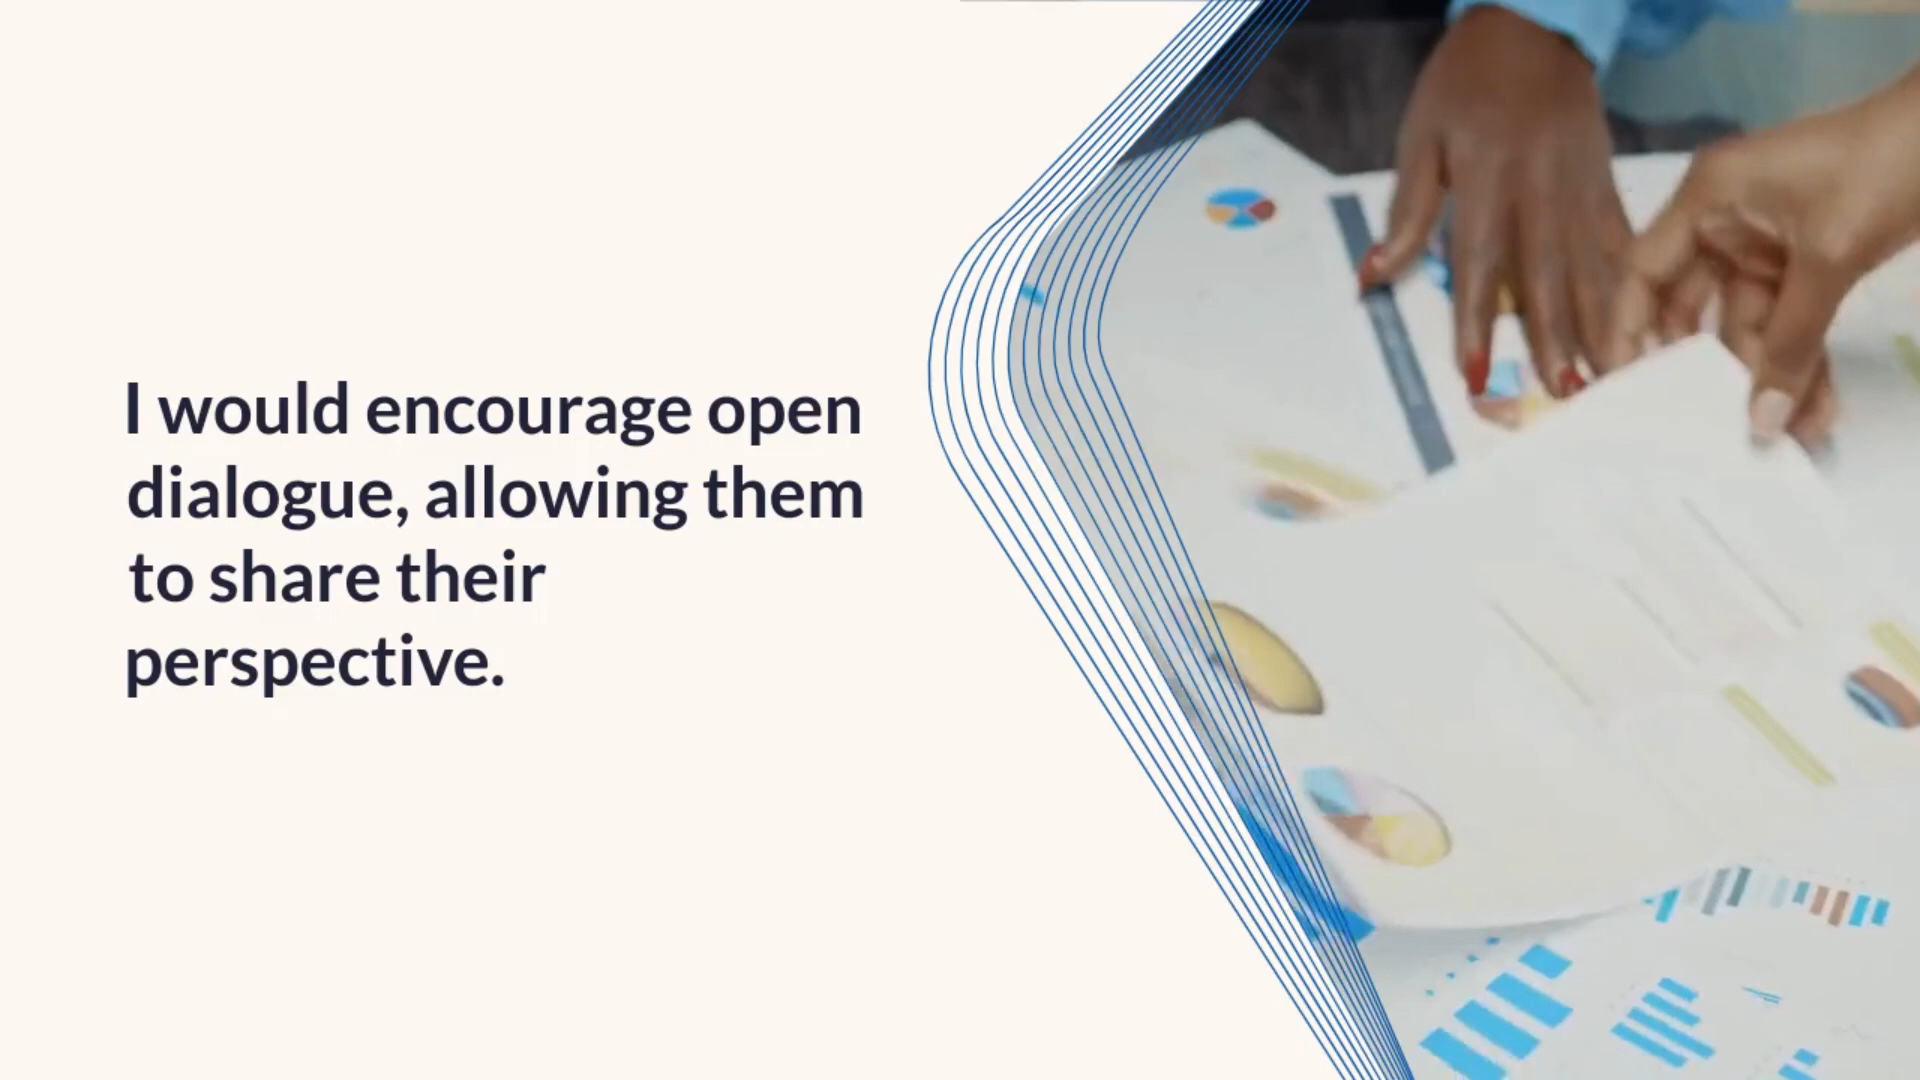 I would encourage open
dialogue, allowing them
to share their
perspective.